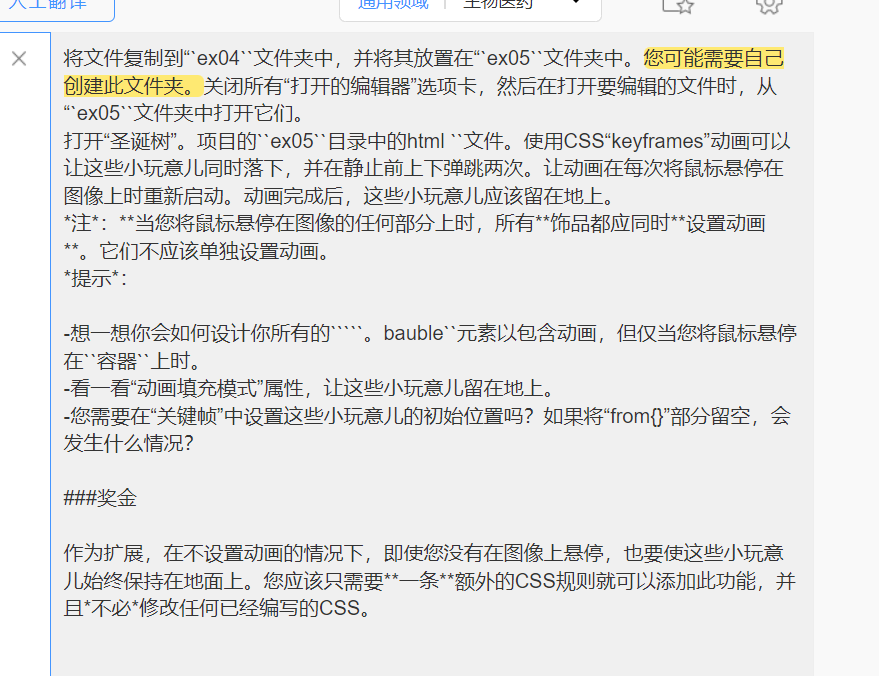 人工翻译
通用领域
生物医药
将文件复制到“`ex04``文件夹中，并将其放置在“`ex05``文件夹中。您可能需要自己
创建此文件夹。关闭所有“打开的编辑器”选项卡，然后在打开要编辑的文件时，从
“`ex05``文件夹中打开它们。
打开“圣诞树”。项目的``ex05``目录中的html ``文件。使用CSS“keyframes”动画可以
让这些小玩意儿同时落下，并在静止前上下弹跳两次。让动画在每次将鼠标悬停在
图像上时重新启动。动画完成后，这些小玩意儿应该留在地上。
*注*：**当您将鼠标悬停在图像的任何部分上时，所有**饰品都应同时**设置动画
**。它们不应该单独设置动画。
*提示*：
-想一想你会如何设计你所有的`````。bauble``元素以包含动画，但仅当您将鼠标悬停
在``容器``上时。
-看一看“动画填充模式”属性，让这些小玩意儿留在地上。
-您需要在“关键帧”中设置这些小玩意儿的初始位置吗？如果将“from{}”部分留空，会
发生什么情况？
###奖金
作为扩展，在不设置动画的情况下，即使您没有在图像上悬停，也要使这些小玩意
儿始终保持在地面上。您应该只需要**一条**额外的CSS规则就可以添加此功能，并
且*不必*修改任何已经编写的CSS。